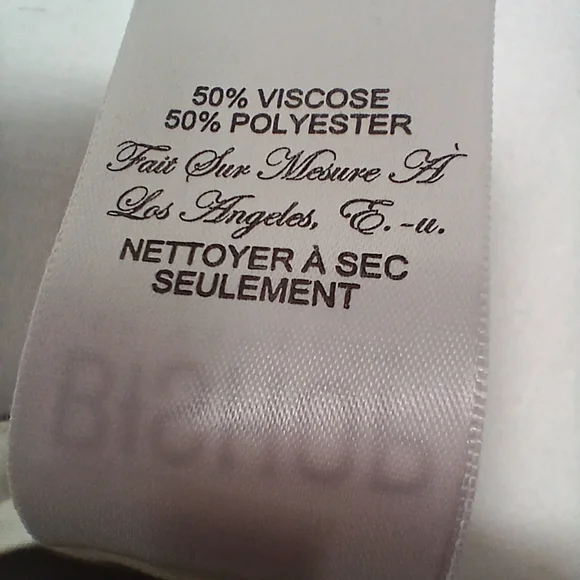 50% VISCOSE
50% POLYESTER
Fait Sur Mesure À
Los Angeles, E.-u.
NETTOYER À SEC
SEULEMENT